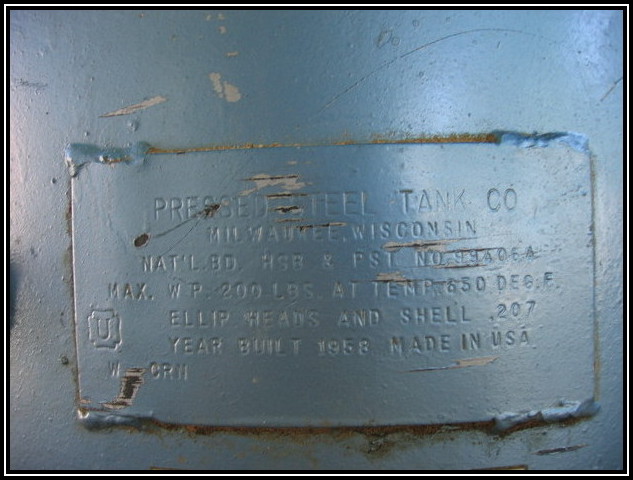 PRESSED STEEL TANK CO
MILWAUKEE, WISCONSIN
NAT'L. BD. HSB & PST NO.
MAX. W.P. 200 LBS. AT TEMP. 650 DEG. F.
ELLIP HEADS AND SHELL .207
U
YEAR BUILT 1958 MADE IN USA.
W CRN